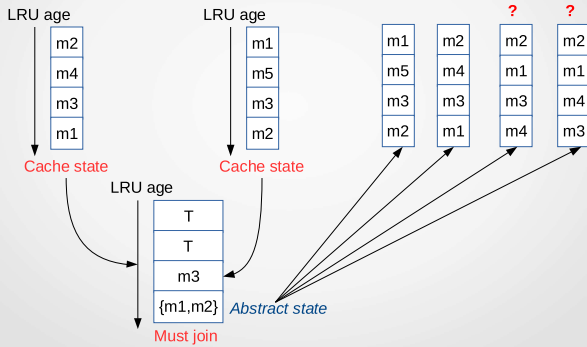 LRU age
m2
m4
m3
m1
Cache state
LRU age
m1
m5
m3
m2
Cache state
LRU age
T
T
m3
{m1,m2}
Must join
Abstract state
m1
m5
m3
m2
m2
m4
m3
m1
?
m2
m1
m3
m4
?
m2
m1
m4
m3